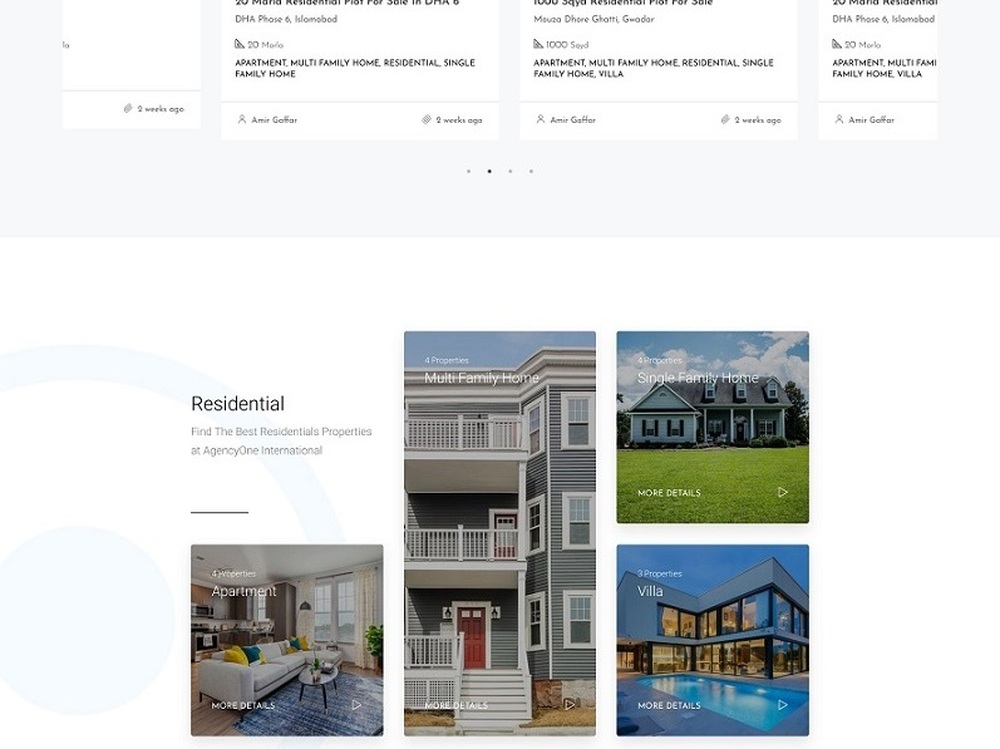 20 Marla Residential Plot For Sale In DHA 6
DHA Phase 6, Islamabad
20 Marla
APARTMENT, MULTI FAMILY HOME, RESIDENTIAL, SINGLE
FAMILY HOME
Amir Gaffar
2 weeks ago
1000 Sqyd Residential Plot For Sale
Mouza Dhore Ghatti, Gwadar
1000 Sqyd
APARTMENT, MULTI FAMILY HOME, RESIDENTIAL, SINGLE
FAMILY HOME, VILLA
Amir Gaffar
2 weeks ago
20 Marla Residential
DHA Phase 6, Islamabad
20 Marla
APARTMENT, MULTI FAMI
FAMILY HOME, VILLA
Amir Gaffar
la
2 weeks ago
Residential
Find The Best Residentials Properties
at AgencyOne International
4 Properties
Multi Family Home
MORE DETAILS
4 Properties
Single Family Home
MORE DETAILS
4 Properties
Apartment
MORE DETAILS
3 Properties
Villa
MORE DETAILS